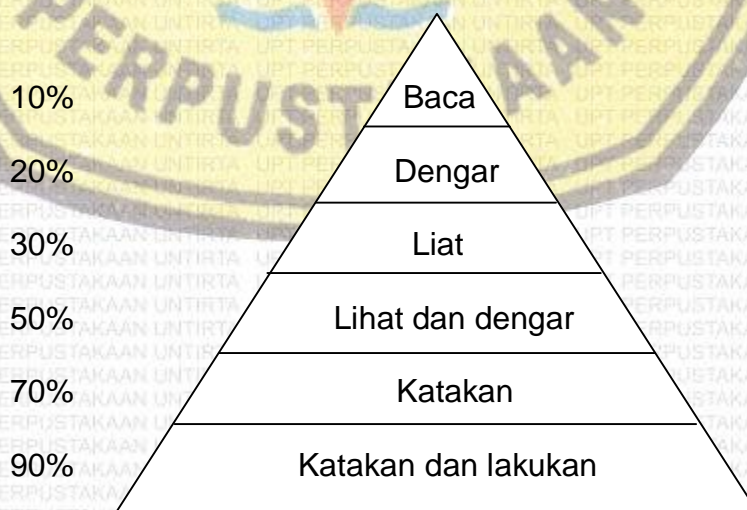 PERPUSTAKAAN
10% Baca
20% Dengar
30% Liat
50% Lihat dan dengar
70% Katakan
90% Katakan dan lakukan